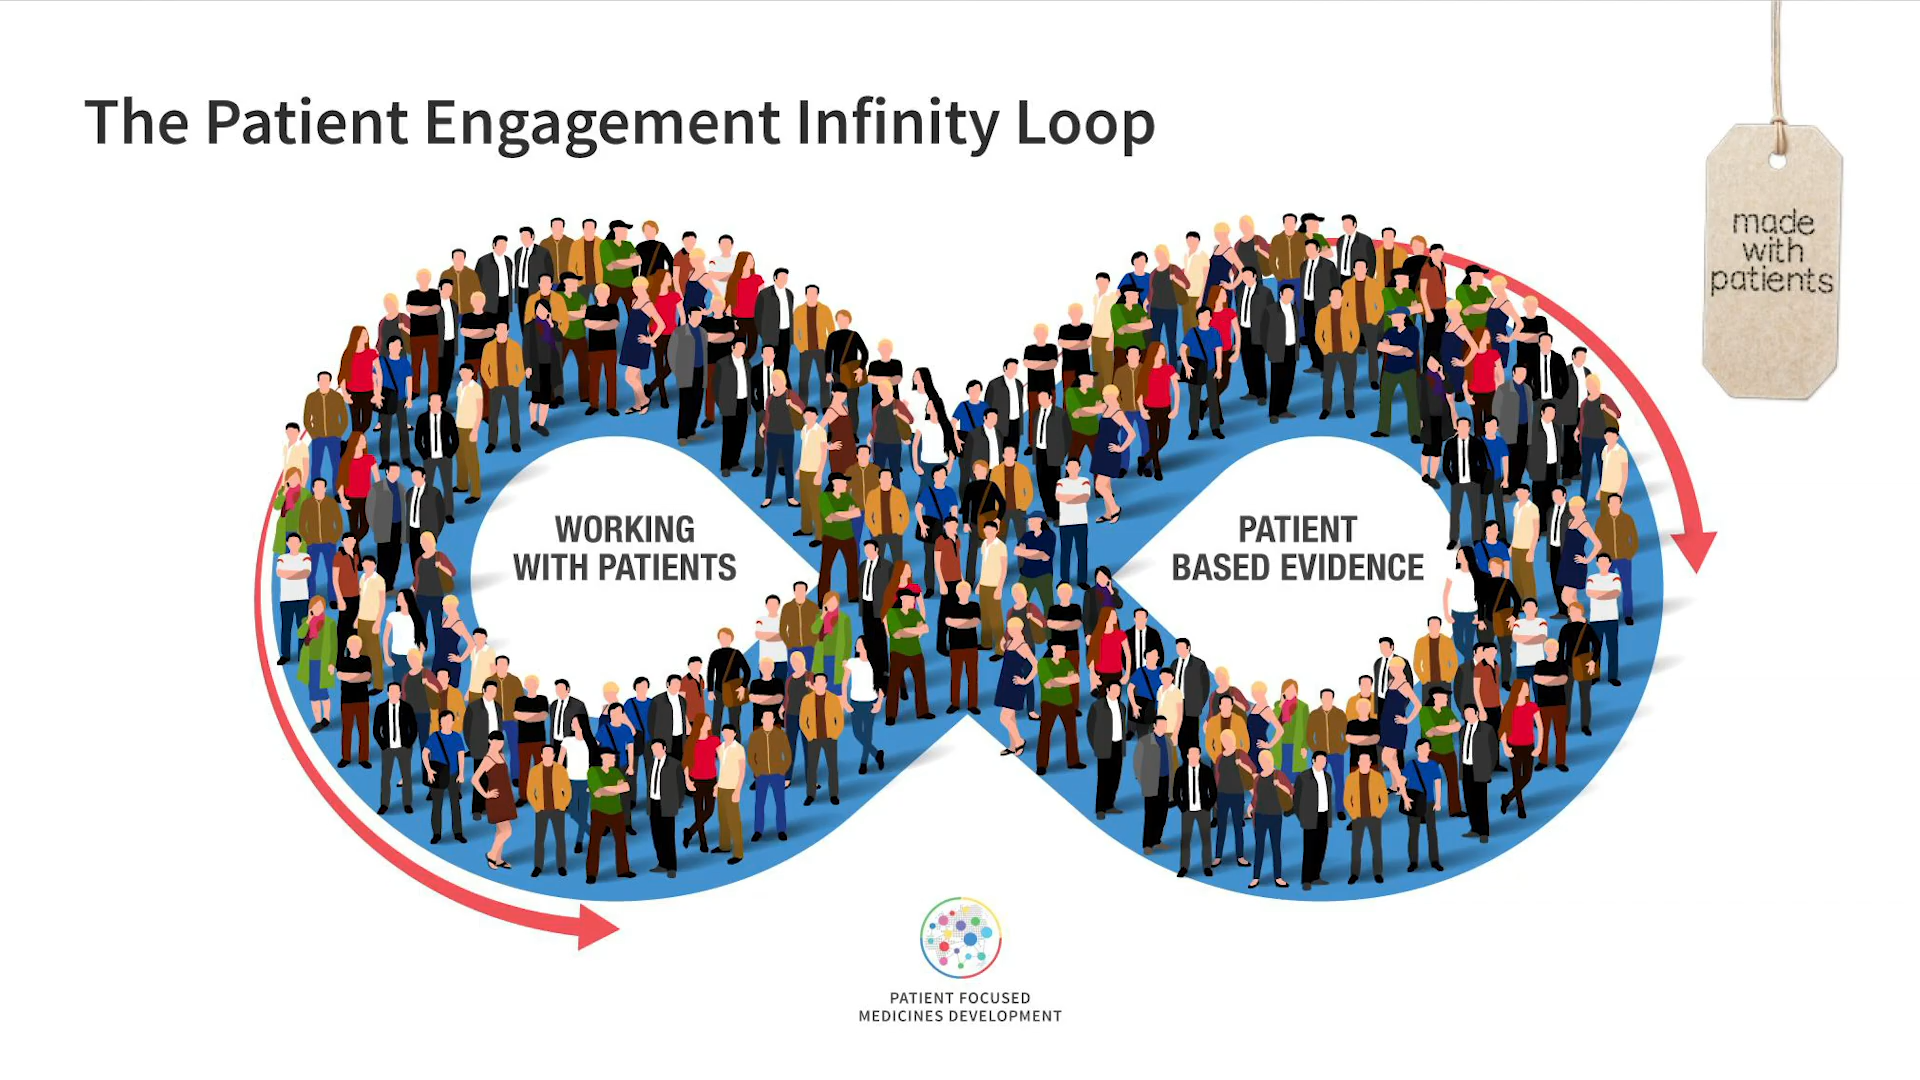 The Patient Engagement Infinity Loop
made
with
patients
WORKING
WITH PATIENTS
PATIENT
BASED EVIDENCE
PATIENT FOCUSED
MEDICINES DEVELOPMENT